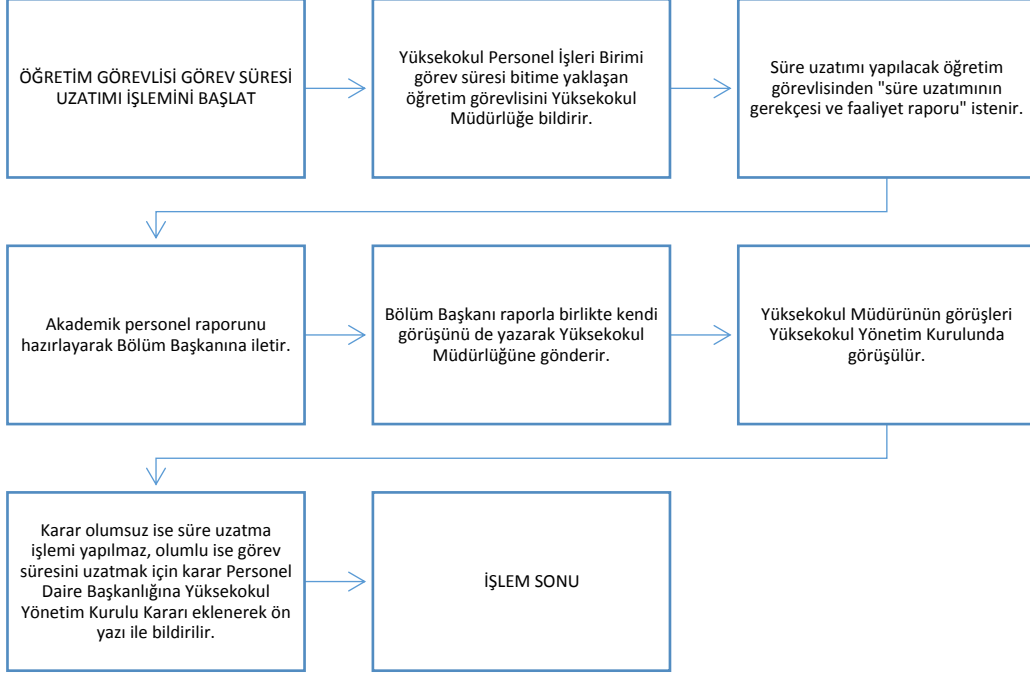 ÖĞRETİM GÖREVLİSİ GÖREV SÜRESİ
UZATIMI İŞLEMİNİ BAŞLAT
Yüksekokul Personel İşleri Birimi
görev süresi bitime yaklaşan
öğretim görevlisini Yüksekokul
Müdürlüğe bildirir.
Süre uzatımı yapılacak öğretim
görevlisinden "süre uzatımının
gerekçesi ve faaliyet raporu" istenir.
Akademik personel raporunu
hazırlayarak Bölüm Başkanına iletir.
Bölüm Başkanı raporla birlikte kendi
görüşünü de yazarak Yüksekokul
Müdürlüğüne gönderir.
Yüksekokul Müdürünün görüşleri
Yüksekokul Yönetim Kurulunda
görüşülür.
Karar olumsuz ise süre uzatma
işlemi yapılmaz, olumlu ise görev
süresini uzatmak için karar Personel
Daire Başkanlığına Yüksekokul
Yönetim Kurulu Kararı eklenerek ön
yazı ile bildirilir.
İŞLEM SONU